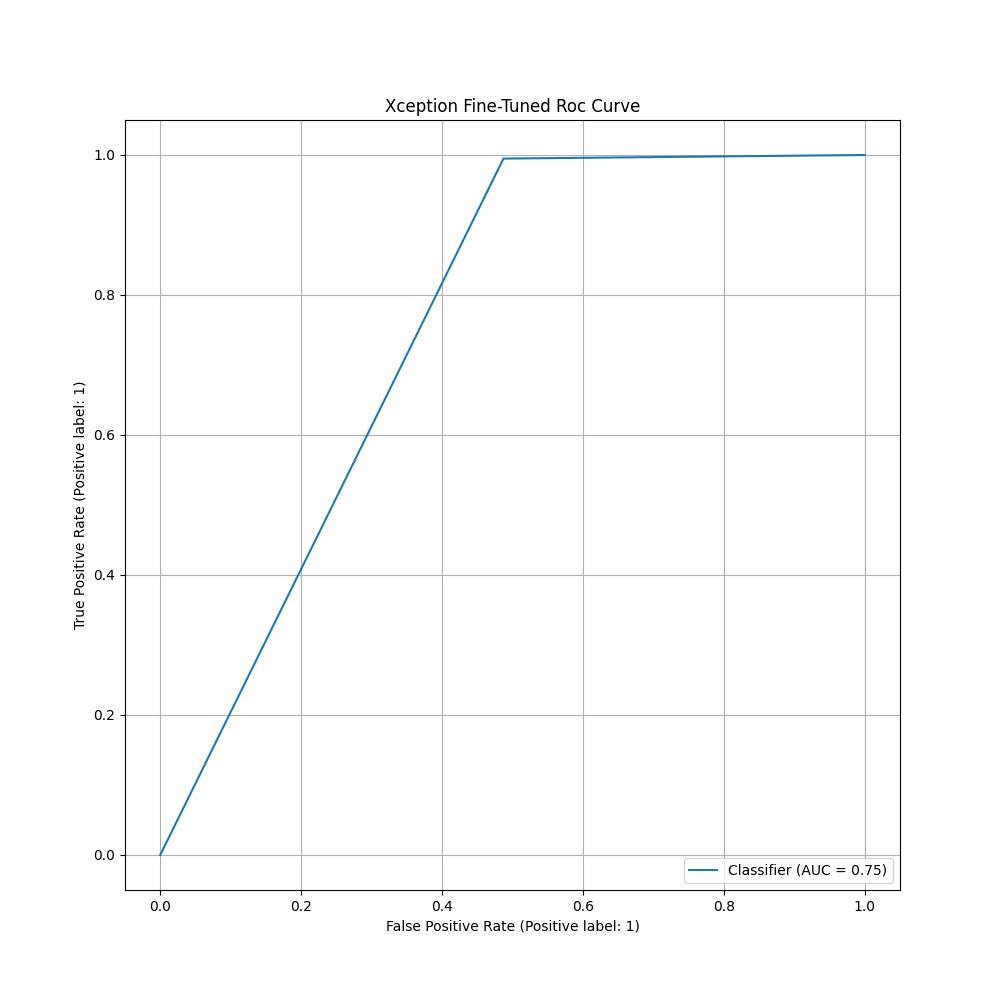 Xception Fine-Tuned Roc Curve
1.0
0.8
0.6
0.4
0.2
0.0
True Positive Rate (Positive label: 1)
Classifier (AUC = 0.75)
0.0 0.2 0.4 0.6 0.8 1.0
False Positive Rate (Positive label: 1)